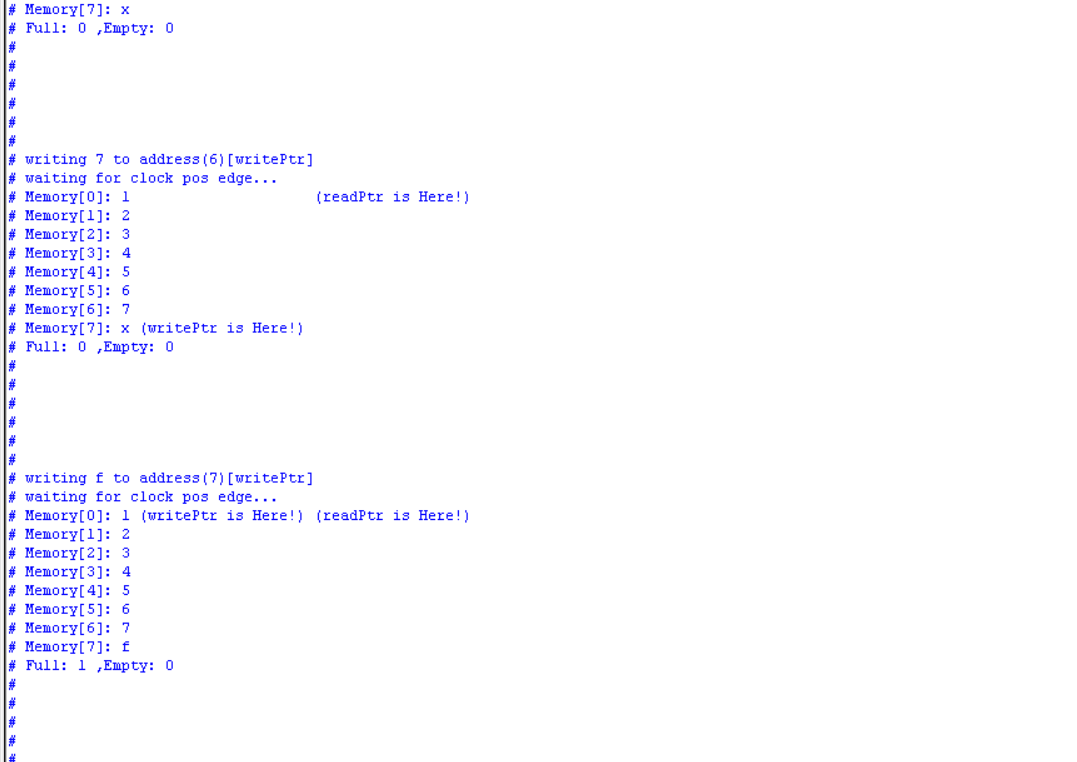 # Memory[7]: x
# Full: 0 ,Empty: 0
#
#
#
#
#
#
# writing 7 to address(6)[writePtr]
# waiting for clock pos edge...
# Memory[0]: 1                      (readPtr is Here!)
# Memory[1]: 2
# Memory[2]: 3
# Memory[3]: 4
# Memory[4]: 5
# Memory[5]: 6
# Memory[6]: 7
# Memory[7]: x (writePtr is Here!)
# Full: 0 ,Empty: 0
#
#
#
#
#
#
# writing f to address(7)[writePtr]
# waiting for clock pos edge...
# Memory[0]: 1 (writePtr is Here!) (readPtr is Here!)
# Memory[1]: 2
# Memory[2]: 3
# Memory[3]: 4
# Memory[4]: 5
# Memory[5]: 6
# Memory[6]: 7
# Memory[7]: f
# Full: 1 ,Empty: 0
#
#
#
#
#